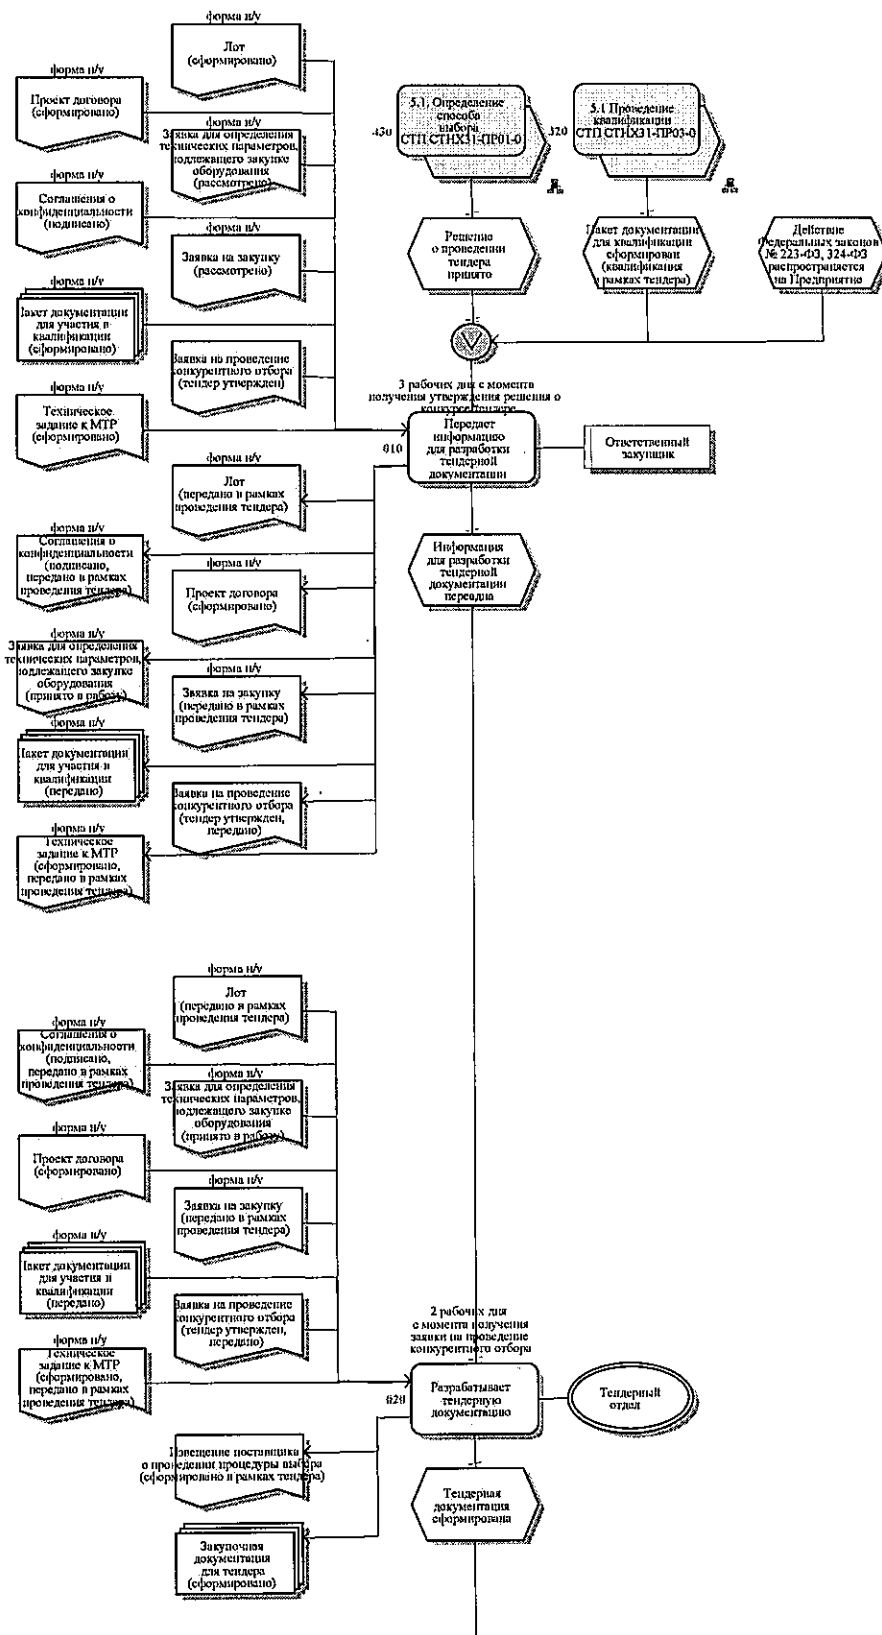 форма н/у
Лот
(сформировано)
форма н/у
Проект договора
(сформировано)
форма н/у
Заявка для определения
технических параметров,
подлежащего закупке
оборудования
(рассмотрено)
форма н/у
Соглашения о
конфиденциальности
(подписано)
форма н/у
Заявка на закупку
(рассмотрено)
форма н/у
Пакет документации
для участия в
квалификации
(сформировано)
форма н/у
Заявка на проведение
конкурентного отбора
(тендер утвержден)
форма н/у
Техническое
задание к МТР
(сформировано)
430
5.1. Определение
способа
выбора
СТП СТНХ31-ПР01-0
320
5.1 Проведение
квалификации
СТП СТНХ31-ПР03-0
Решение
о проведении
тендера
принято
Пакет документации
для квалификации
сформирован
(квалификация
в рамках тендера)
Действие
Федеральных законов
№ 223-ФЗ, 324-ФЗ
распространяется
на Предприятие
V
3 рабочих дня с момента
получения утверждения решения о
конкурсе/тендере
010
Передает
информацию
для разработки
тендерной
документации
Ответственный
закупщик
Информация
для разработки
тендерной
документации
передана
форма н/у
Лот
(передано в рамках
проведения тендера)
форма н/у
Соглашения о
конфиденциальности
(подписано,
передано в рамках
проведения тендера)
форма н/у
Проект договора
(сформировано)
форма н/у
Заявка для определения
технических параметров,
подлежащего закупке
оборудования
(принято в работу)
форма н/у
Заявка на закупку
(передано в рамках
проведения тендера)
форма н/у
Пакет документации
для участия в
квалификации
(передано)
форма н/у
Заявка на проведение
конкурентного отбора
(тендер утвержден,
передано)
форма н/у
Техническое
задание к МТР
(сформировано,
передано в рамках
проведения тендера)
форма н/у
Лот
(передано в рамках
проведения тендера)
форма н/у
Соглашения о
конфиденциальности
(подписано,
передано в рамках
проведения тендера)
форма н/у
Заявка для определения
технических параметров,
подлежащего закупке
оборудования
(принято в работу)
форма н/у
Проект договора
(сформировано)
форма н/у
Заявка на закупку
(передано в рамках
проведения тендера)
форма н/у
Пакет документации
для участия в
квалификации
(передано)
форма н/у
Заявка на проведение
конкурентного отбора
(тендер утвержден,
передано)
форма н/у
Техническое
задание к МТР
(сформировано,
передано в рамках
проведения тендера)
2 рабочих дня
с момента получения
заявки на проведение
конкурентного отбора
020
Разрабатывает
тендерную
документацию
Тендерный
отдел
Извещение поставщика
о проведении процедуры выбора
(сформировано в рамках тендера)
Тендерная
документация
сформирована
Закупочная
документация
для тендера
(сформировано)